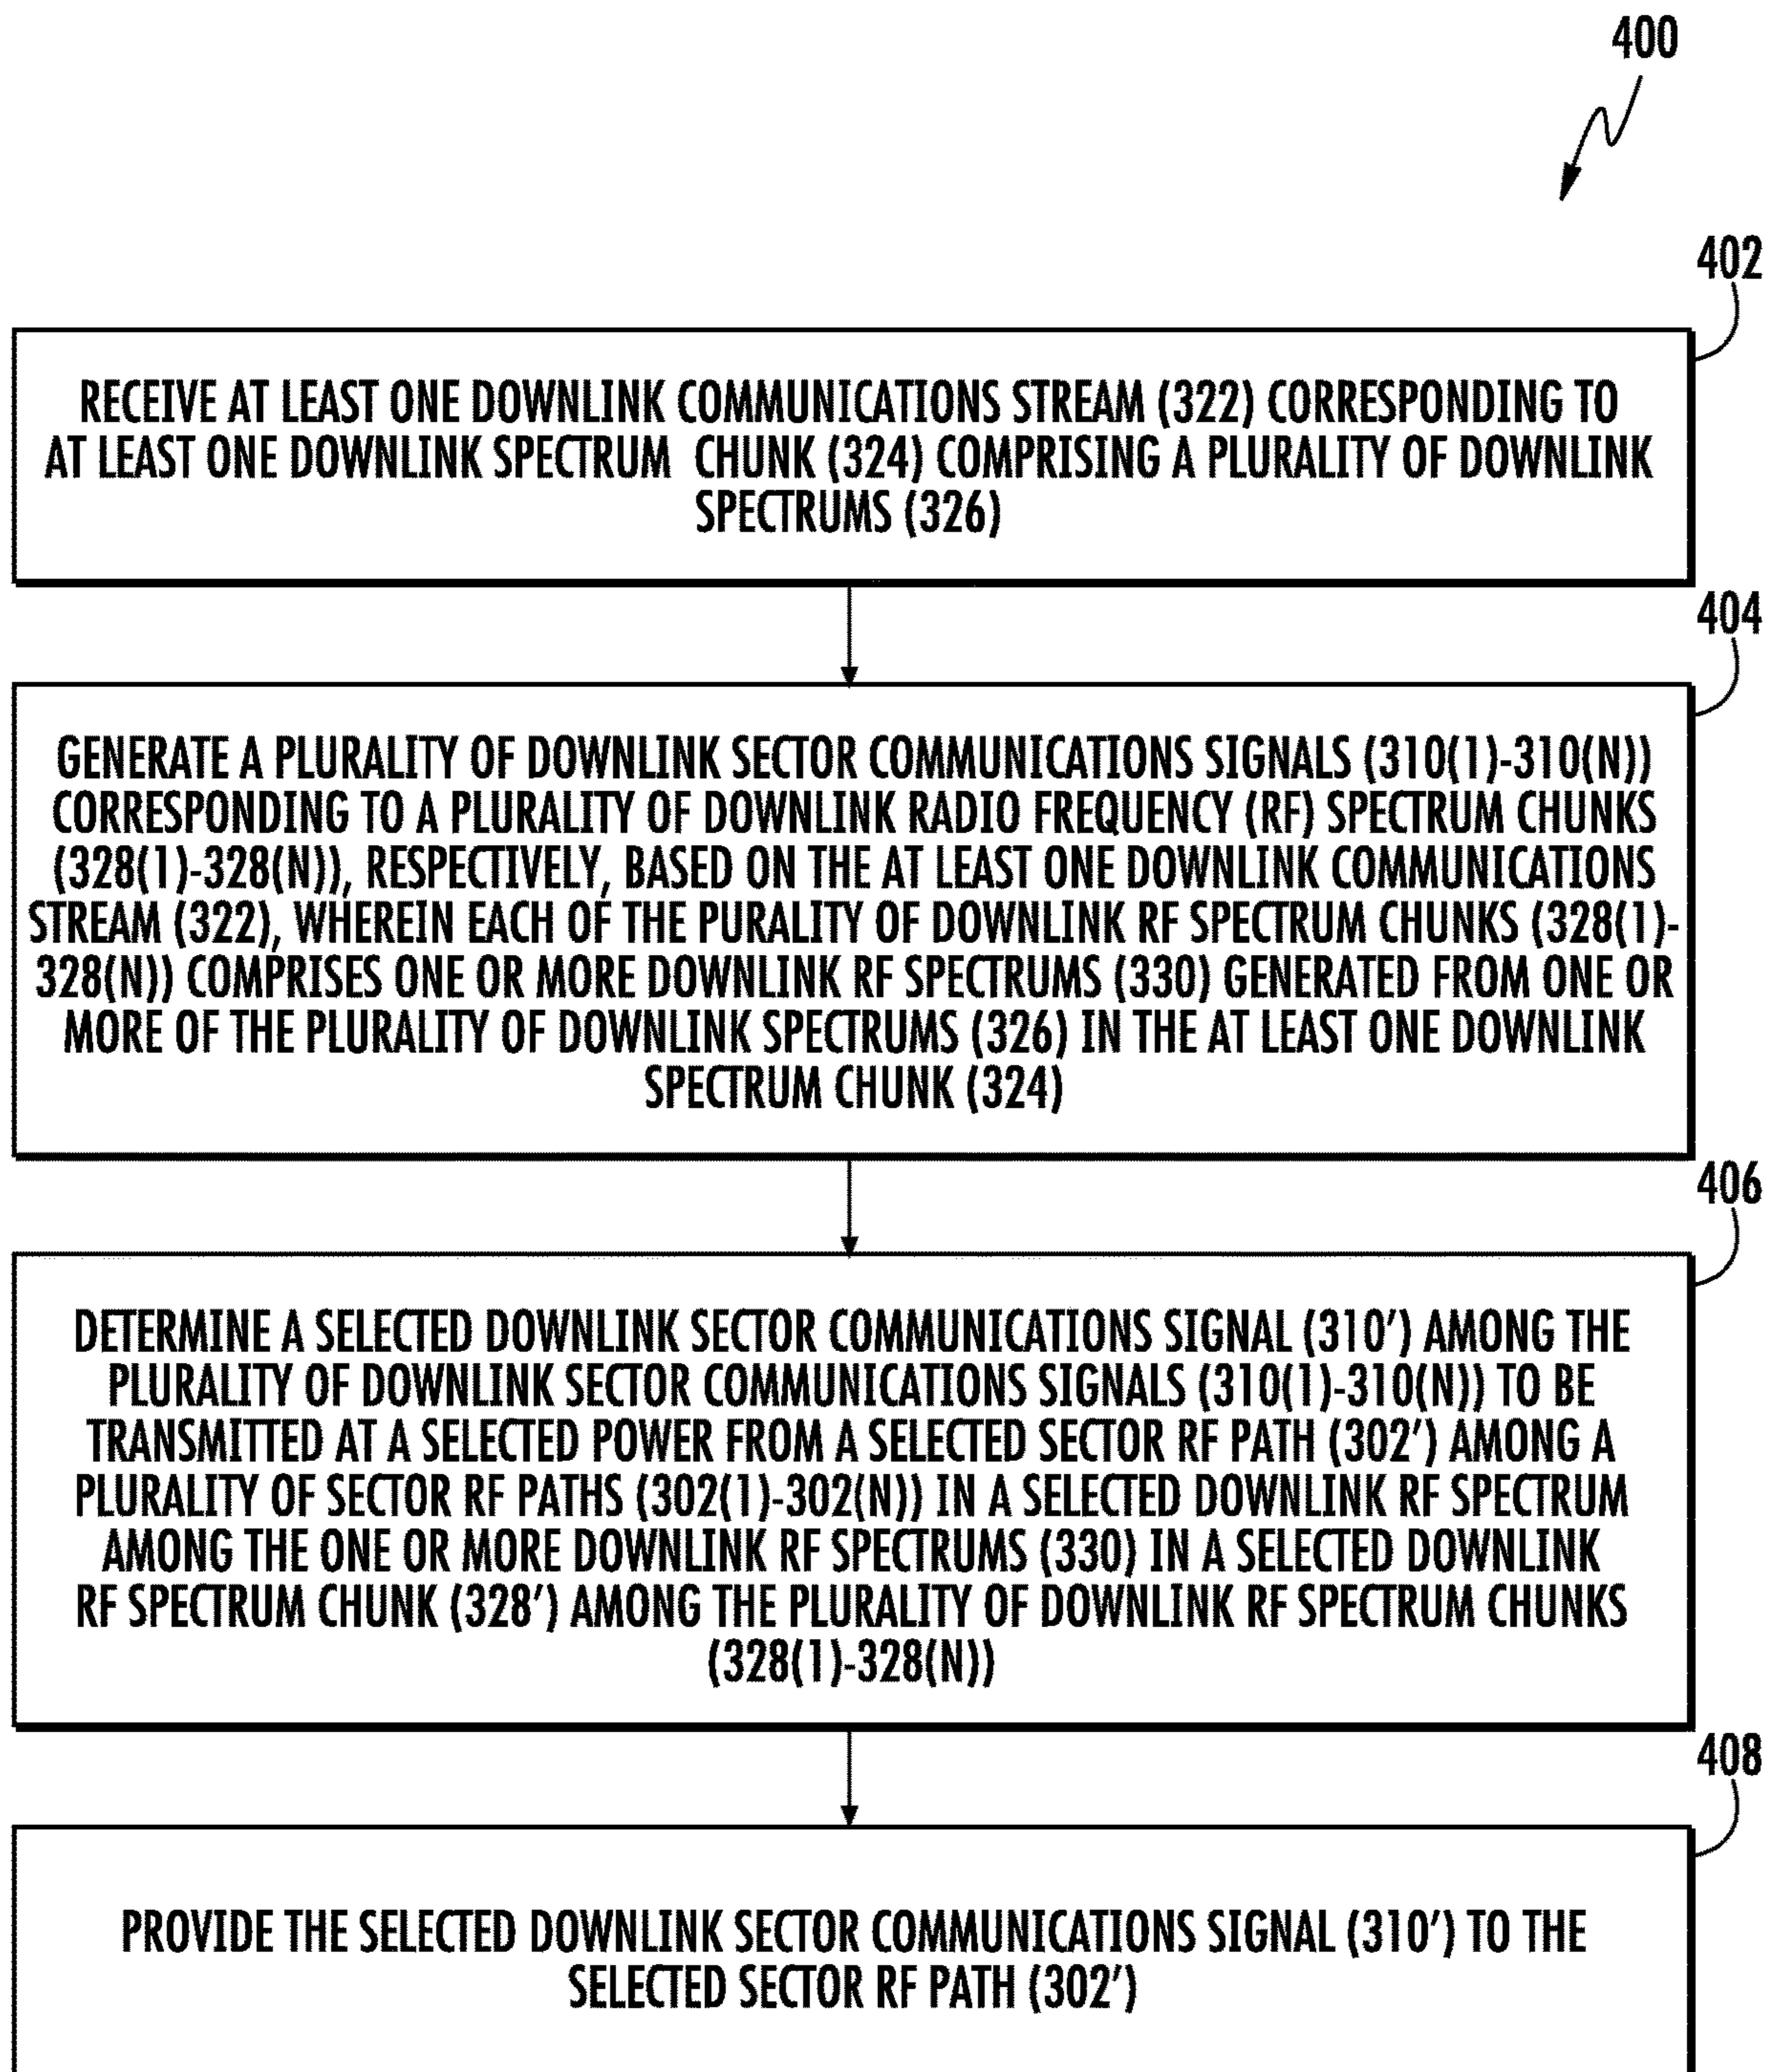 400
402
RECEIVE AT LEAST ONE DOWNLINK COMMUNICATIONS STREAM (322) CORRESPONDING TO
AT LEAST ONE DOWNLINK SPECTRUM CHUNK (324) COMPRISING A PLURALITY OF DOWNLINK
SPECTRUMS (326)
404
GENERATE A PLURALITY OF DOWNLINK SECTOR COMMUNICATIONS SIGNALS (310(1)-310(N))
CORRESPONDING TO A PLURALITY OF DOWNLINK RADIO FREQUENCY (RF) SPECTRUM CHUNKS
(328(1)-328(N)), RESPECTIVELY, BASED ON THE AT LEAST ONE DOWNLINK COMMUNICATIONS
STREAM (322), WHEREIN EACH OF THE PURALITY OF DOWNLINK RF SPECTRUM CHUNKS (328(1)-
328(N)) COMPRISES ONE OR MORE DOWNLINK RF SPECTRUMS (330) GENERATED FROM ONE OR
MORE OF THE PLURALITY OF DOWNLINK SPECTRUMS (326) IN THE AT LEAST ONE DOWNLINK
SPECTRUM CHUNK (324)
406
DETERMINE A SELECTED DOWNLINK SECTOR COMMUNICATIONS SIGNAL (310') AMONG THE
PLURALITY OF DOWNLINK SECTOR COMMUNICATIONS SIGNALS (310(1)-310(N)) TO BE
TRANSMITTED AT A SELECTED POWER FROM A SELECTED SECTOR RF PATH (302') AMONG A
PLURALITY OF SECTOR RF PATHS (302(1)-302(N)) IN A SELECTED DOWNLINK RF SPECTRUM
AMONG THE ONE OR MORE DOWNLINK RF SPECTRUMS (330) IN A SELECTED DOWNLINK
RF SPECTRUM CHUNK (328') AMONG THE PLURALITY OF DOWNLINK RF SPECTRUM CHUNKS
(328(1)-328(N))
408
PROVIDE THE SELECTED DOWNLINK SECTOR COMMUNICATIONS SIGNAL (310') TO THE
SELECTED SECTOR RF PATH (302')